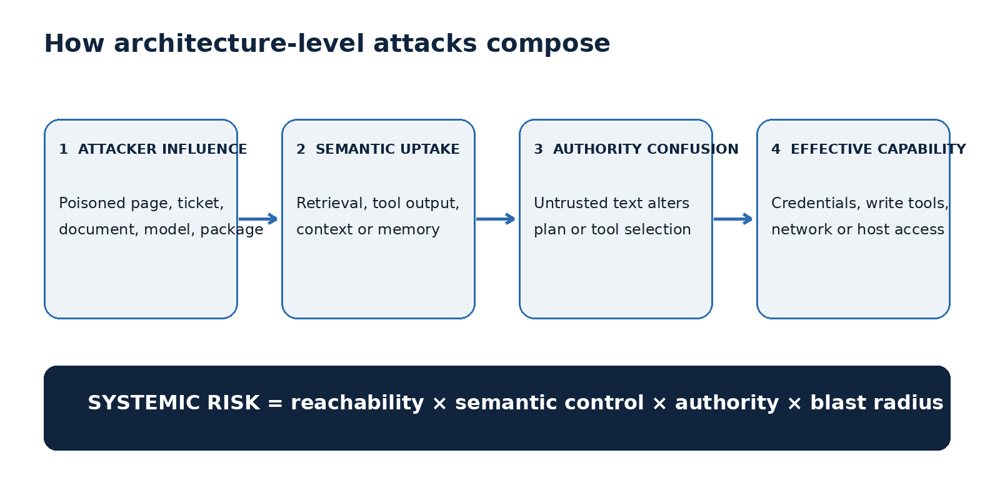 How architecture-level attacks compose
1 ATTACKER INFLUENCE
Poisoned page, ticket,
document, model, package
2 SEMANTIC UPTAKE
Retrieval, tool output,
context or memory
3 AUTHORITY CONFUSION
Untrusted text alters
plan or tool selection
4 EFFECTIVE CAPABILITY
Credentials, write tools,
network or host access
SYSTEMIC RISK = reachability × semantic control × authority × blast radius